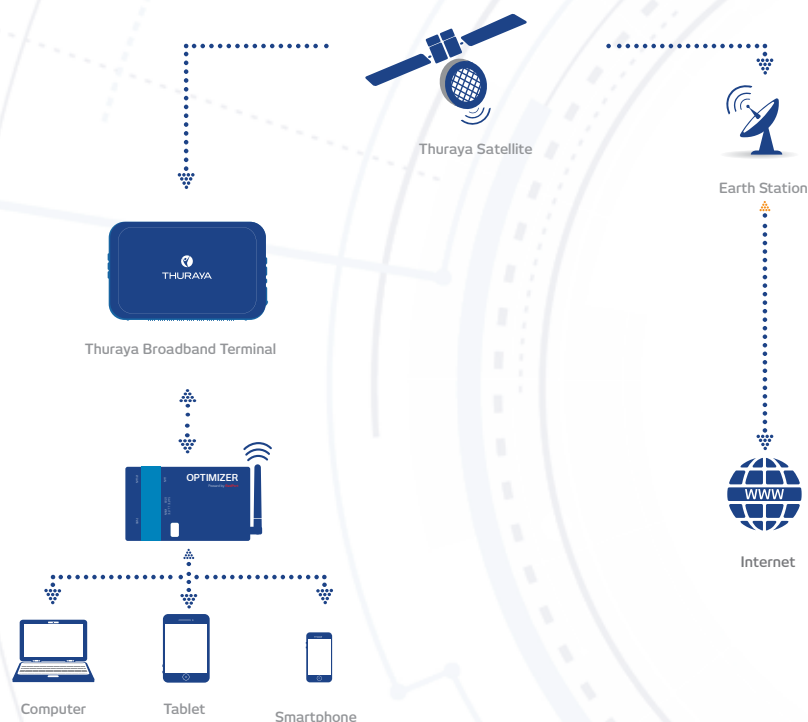 Thuraya Satellite
Earth Station
THURAYA
Thuraya Broadband Terminal
OPTIMIZER
WWW
Internet
Computer
Tablet
Smartphone